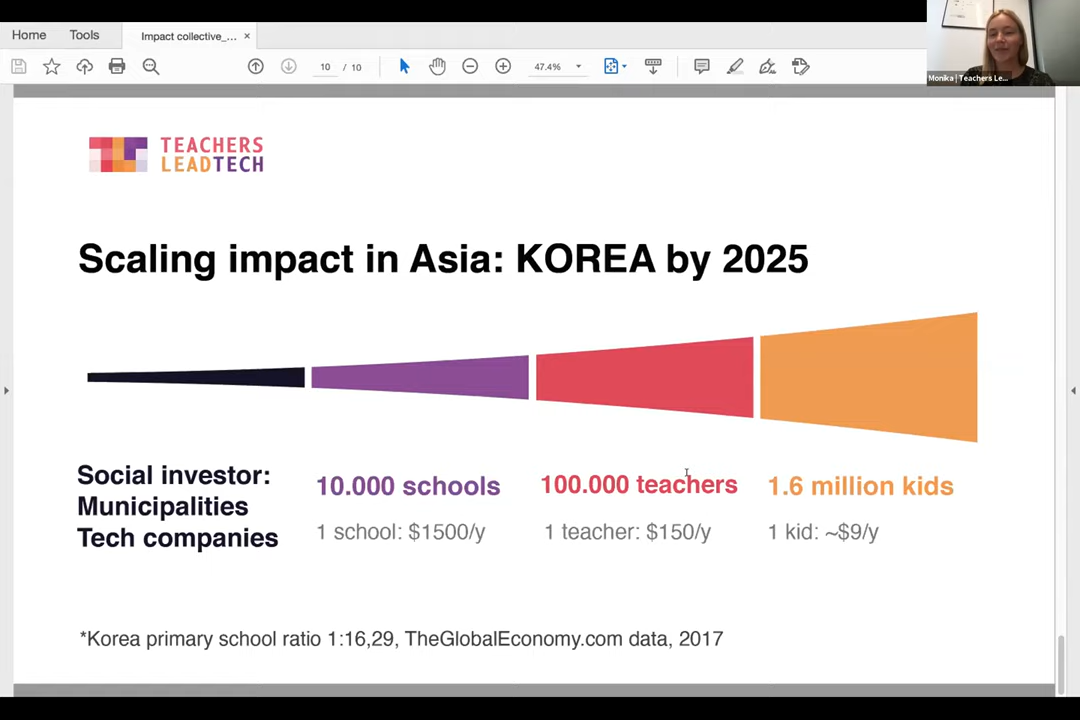 Home
Tools
Impact collective_... ×
10 / 10
47.4%
Monika | Teachers Le...
TEACHERS
LEADTECH
Scaling impact in Asia: KOREA by 2025
Social investor:
Municipalities
Tech companies
10.000 schools
1 school: $1500/y
100.000 teachers
1 teacher: $150/y
1.6 million kids
1 kid: ~$9/y
*Korea primary school ratio 1:16,29, TheGlobalEconomy.com data, 2017